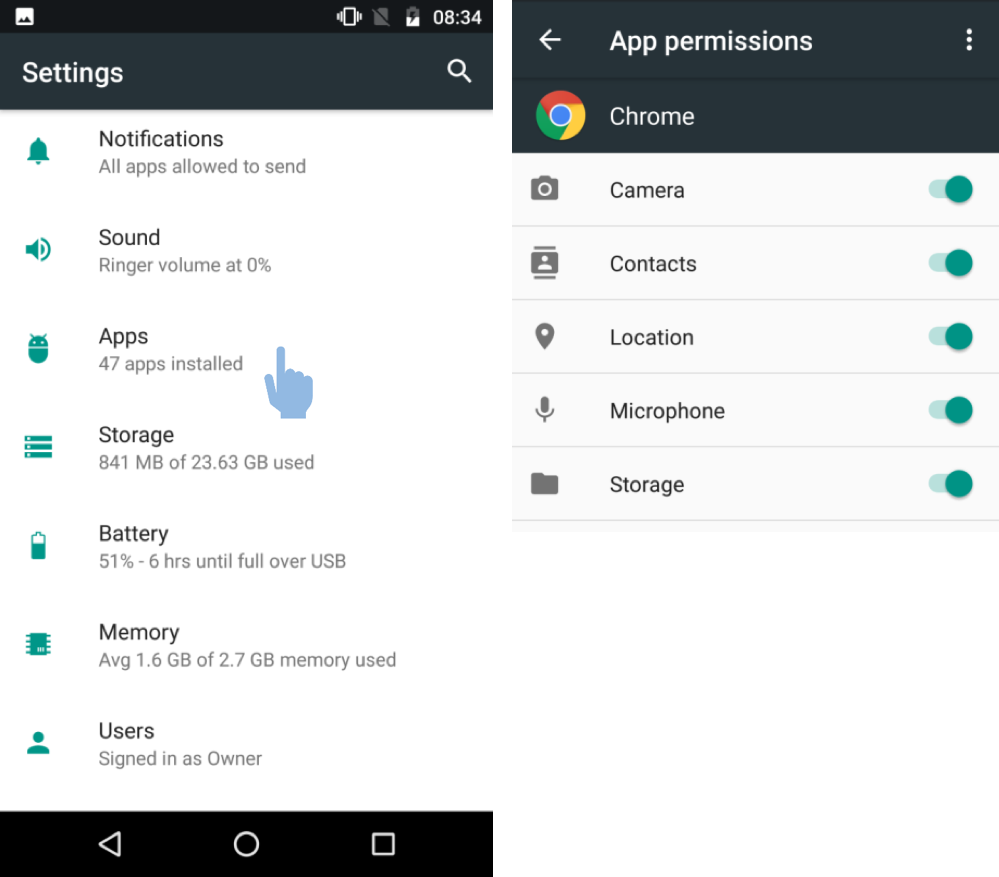 08:34
Settings
Notifications
All apps allowed to send
Sound
Ringer volume at 0%
Apps
47 apps installed
Storage
841 MB of 23.63 GB used
Battery
51% - 6 hrs until full over USB
Memory
Avg 1.6 GB of 2.7 GB memory used
Users
Signed in as Owner
App permissions
Chrome
Camera
Contacts
Location
Microphone
Storage